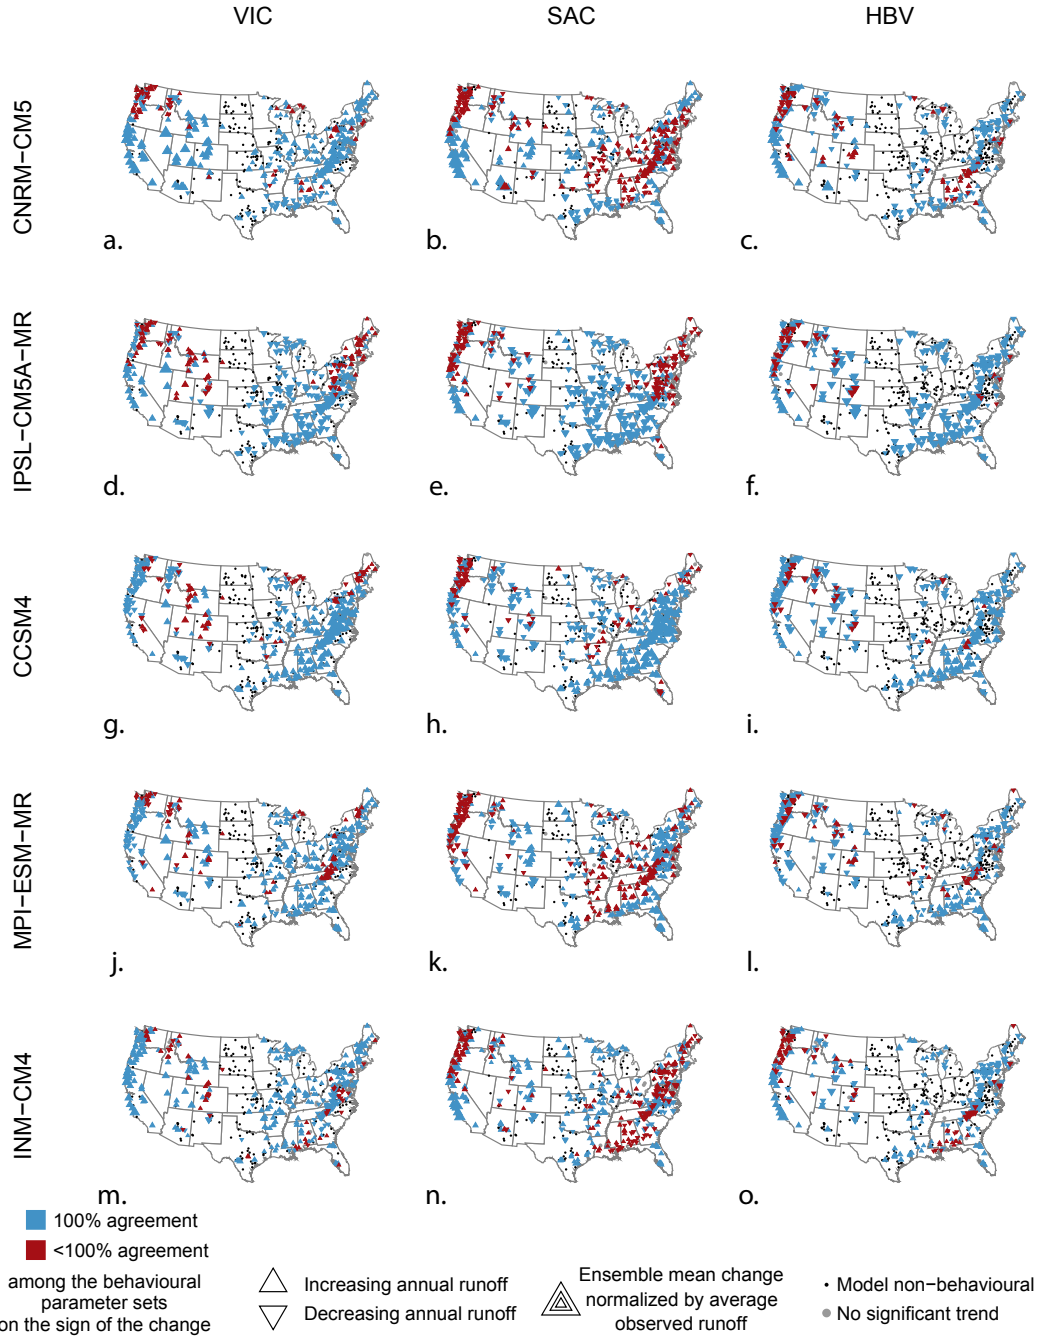 VIC SAC HBV
CNRM−CM5
a. b. c.
IPSL−CM5A−MR
d. e. f.
CCSM4
g. h. i.
MPI−ESM−MR
j. k. l.
INM−CM4
m. n. o.
100% agreement
<100% agreement
among the behavioural
parameter sets
on the sign of the change
Increasing annual runoff
Decreasing annual runoff
Ensemble mean change
normalized by average
observed runoff
Model non−behavioural
No significant trend